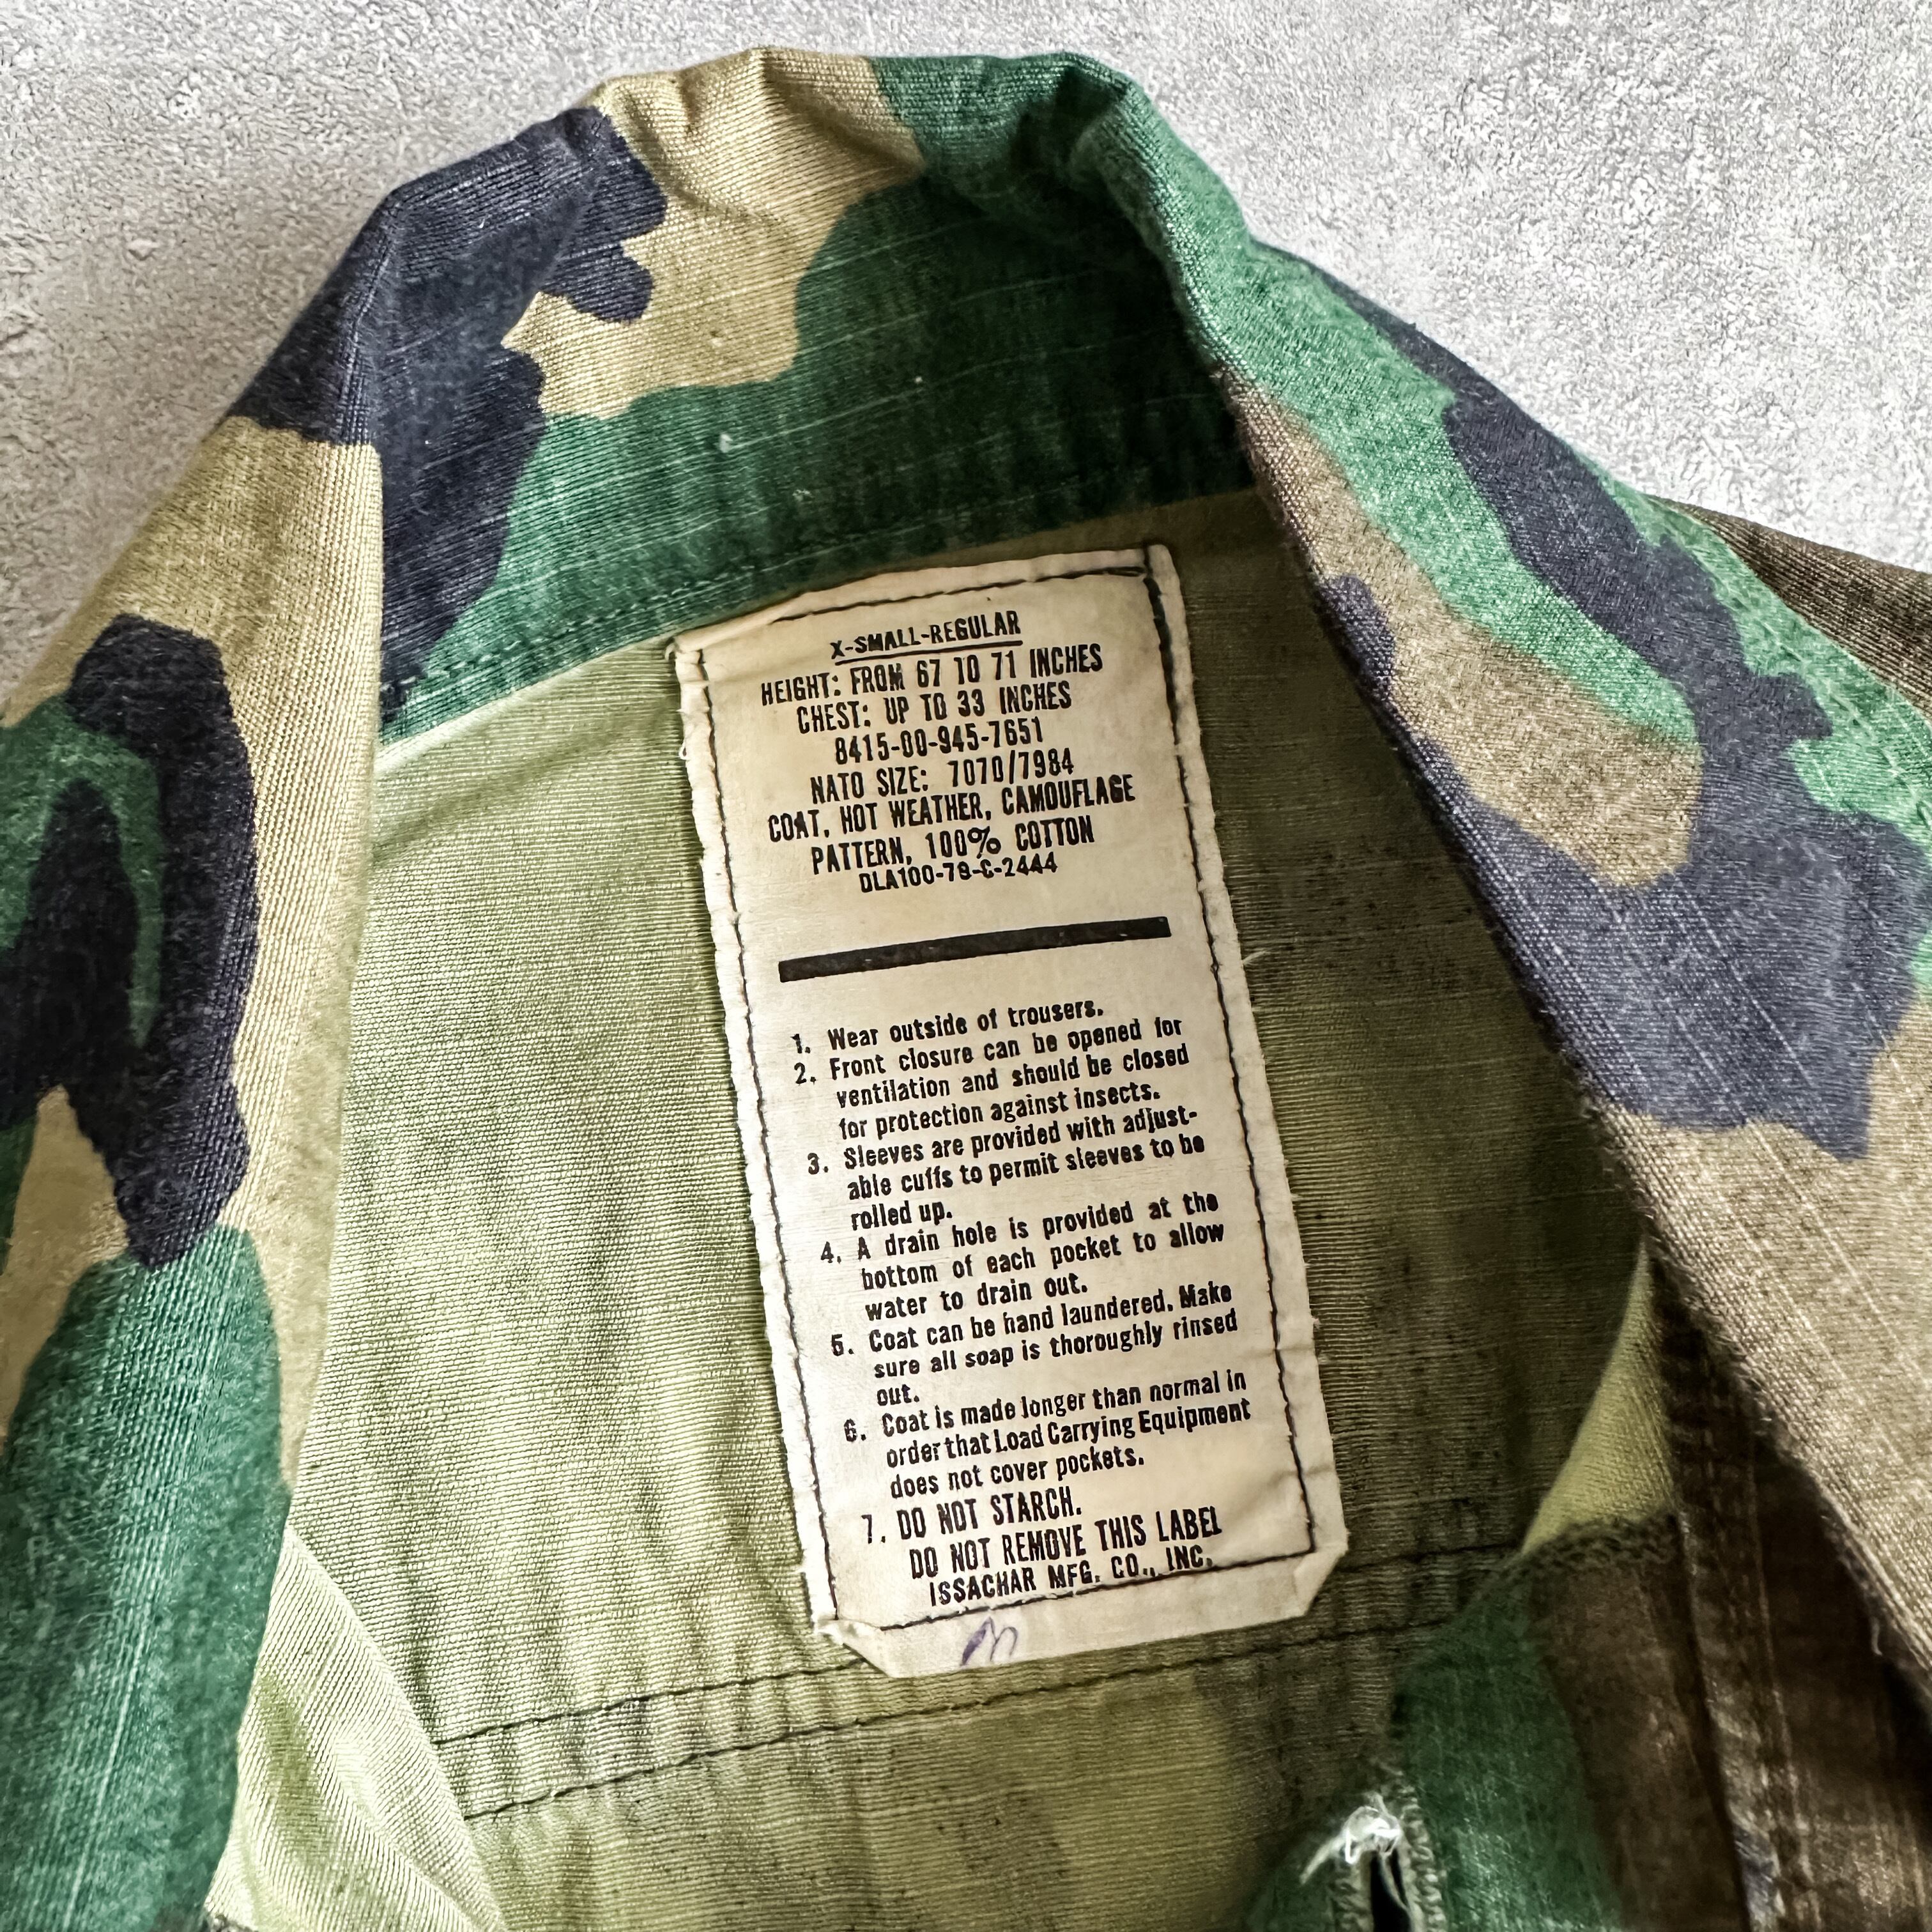 X-SMALL-REGULAR
HEIGHT: FROM 67 TO 71 INCHES
CHEST: UP TO 33 INCHES
8415-00-945-7651
NATO SIZE: 7070/7984
COAT, HOT WEATHER, CAMOUFLAGE
PATTERN, 100% COTTON
DLA100-79-C-2444
1. Wear outside of trousers.
2. Front closure can be opened for
ventilation and should be closed
for protection against insects.
3. Sleeves are provided with adjust-
able cuffs to permit sleeves to be
rolled up.
4. A drain hole is provided at the
bottom of each pocket to allow
water to drain out.
5. Coat can be hand laundered. Make
sure all soap is thoroughly rinsed
out.
6. Coat is made longer than normal in
order that Load Carrying Equipment
does not cover pockets.
7. DO NOT STARCH.
DO NOT REMOVE THIS LABEL
ISSACHAR MFG. CO., INC.